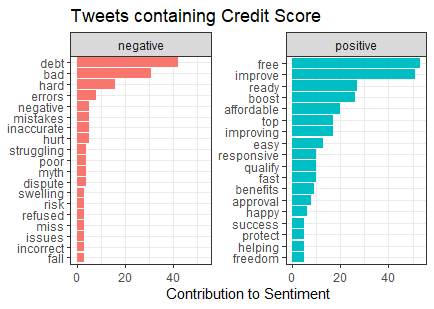 Tweets containing Credit Score
negative
debt
bad
hard
errors
negative
mistakes
inaccurate
hurt
struggling
poor
myth
dispute
swelling
risk
refused
miss
issues
incorrect
fall
0 20 40
positive
free
improve
ready
boost
affordable
top
improving
easy
responsive
qualify
fast
benefits
approval
happy
success
protect
helping
freedom
0 20 40
Contribution to Sentiment